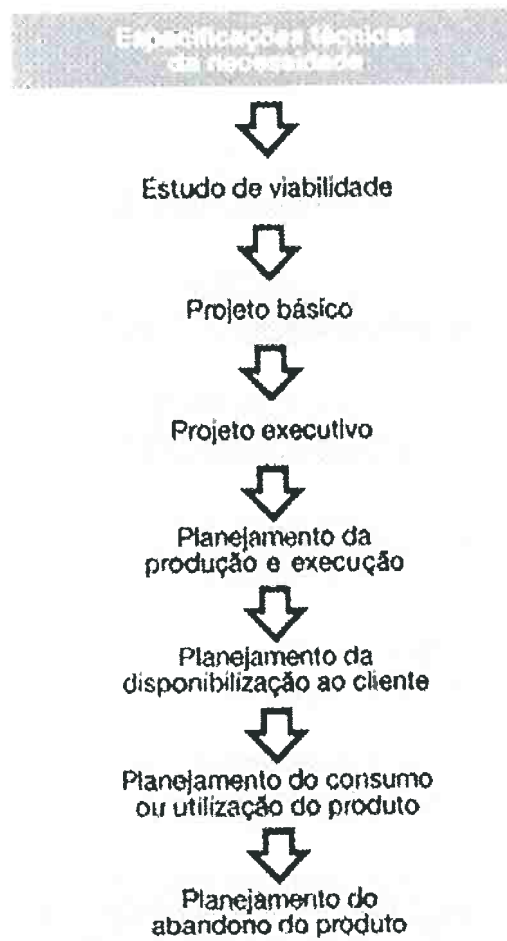 Especificações técnicas
da necessidade
Estudo de viabilidade
Projeto básico
Projeto executivo
Planejamento da
produção e execução
Planejamento da
disponibilização ao cliente
Planejamento do consumo
ou utilização do produto
Planejamento do
abandono do produto